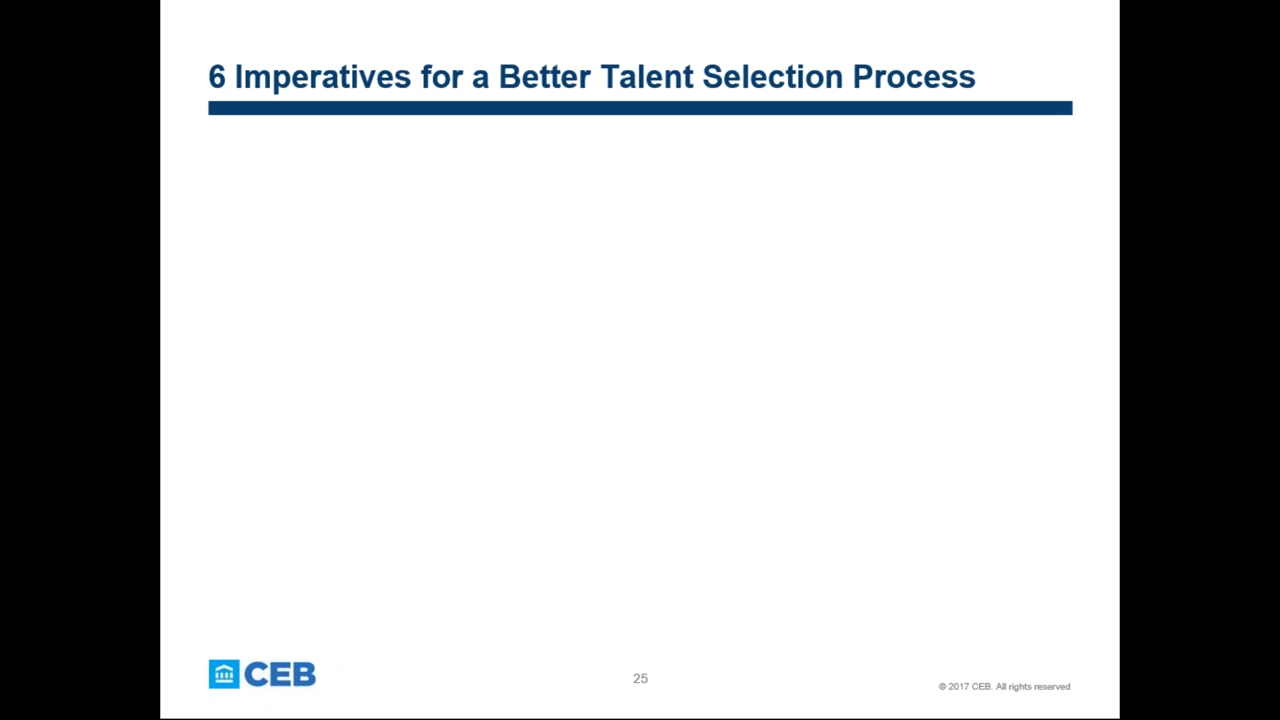 6 Imperatives for a Better Talent Selection Process
CEB
25
© 2017 CEB. All rights reserved